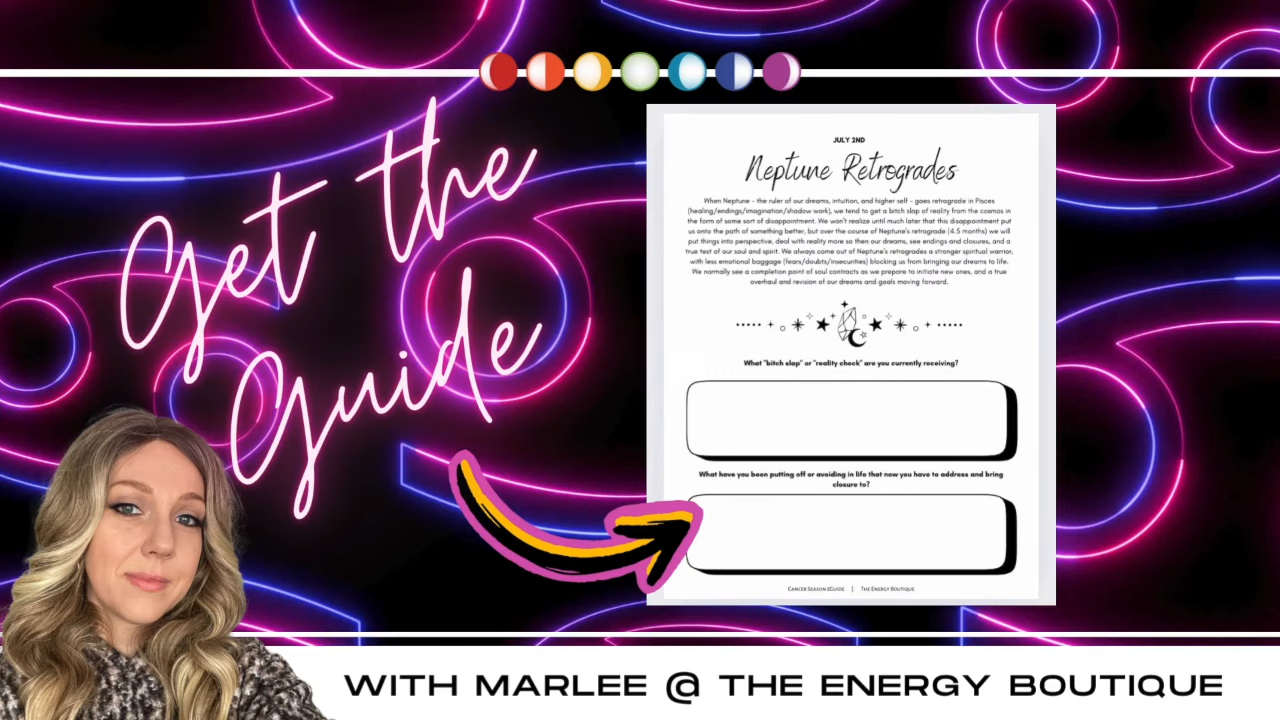 Get the
Guide
JULY 2ND
Neptune Retrogrades
When Neptune - the ruler of our dreams, intuition, and higher self - goes retrograde in Pisces
(healing/endings/imagination/shadow work), we tend to get a bitch slap of reality from the cosmos in
the form of some sort of disappointment. We won't realize until much later that this disappointment put
us onto the path of something better, but over the course of Neptune's retrograde (4.5 months) we will
put things into perspective, deal with reality more so then our dreams, see endings and closures, and a
true test of our soul and spirit. We always come out of Neptune's retrogrades a stronger spiritual warrior,
with less emotional baggage (fears/doubts/insecurities) blocking us from bringing our dreams to life.
We normally see a completion point of soul contracts as we prepare to initiate new ones, and a true
overhaul and revision of our dreams and goals moving forward.
What "bitch slap" or "reality check" are you currently receiving?
What have you been putting off or avoiding in life that now you have to address and bring
closure to?
CANCER SEASON EGUIDE | THE ENERGY BOUTIQUE
WITH MARLEE @ THE ENERGY BOUTIQUE